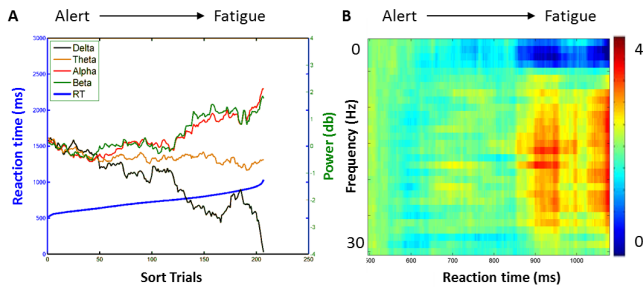 A
Alert
Fatigue
Delta
Theta
Alpha
Beta
RT
3000
2500
2000
1500
1000
500
0
Reaction time (ms)
4
3
2
1
0
-1
-2
-3
-4
Power (db)
0
50
100
150
200
250
Sort Trials
B
Alert
Fatigue
0
30
Frequency (Hz)
500
600
700
800
900
1000
Reaction time (ms)
4
0